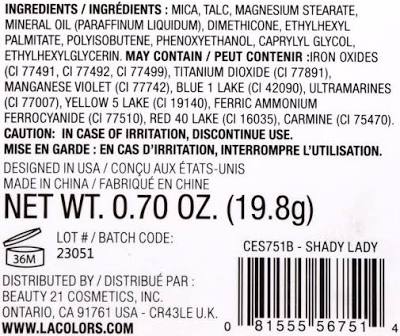 INGREDIENTS / INGRÉDIENTS : MICA, TALC, MAGNESIUM STEARATE,
MINERAL OIL (PARAFFINUM LIQUIDUM), DIMETHICONE, ETHYLHEXYL
PALMITATE, POLYISOBUTENE, PHENOXYETHANOL, CAPRYLYL GLYCOL,
ETHYLHEXYLGLYCERIN. MAY CONTAIN / PEUT CONTENIR :IRON OXIDES
(CI 77491, CI 77492, CI 77499), TITANIUM DIOXIDE (CI 77891),
MANGANESE VIOLET (CI 77742), BLUE 1 LAKE (CI 42090), ULTRAMARINES
(CI 77007), YELLOW 5 LAKE (CI 19140), FERRIC AMMONIUM
FERROCYANIDE (CI 77510), RED 40 LAKE (CI 16035), CARMINE (CI 75470).
CAUTION: IN CASE OF IRRITATION, DISCONTINUE USE.
MISE EN GARDE : EN CAS D'IRRITATION, INTERROMPRE L'UTILISATION.
DESIGNED IN USA / CONÇU AUX ÉTATS-UNIS
MADE IN CHINA / FABRIQUÉ EN CHINE
NET WT. 0.70 OZ. (19.8g)
36M
LOT # / BATCH CODE:
23051
CES751B - SHADY LADY
DISTRIBUTED BY / DISTRIBUÉ PAR:
BEAUTY 21 COSMETICS, INC.
ONTARIO, CA 91761 USA - CR43LE U.K.
WWW.LACOLORS.COM
0 81555 56751 4